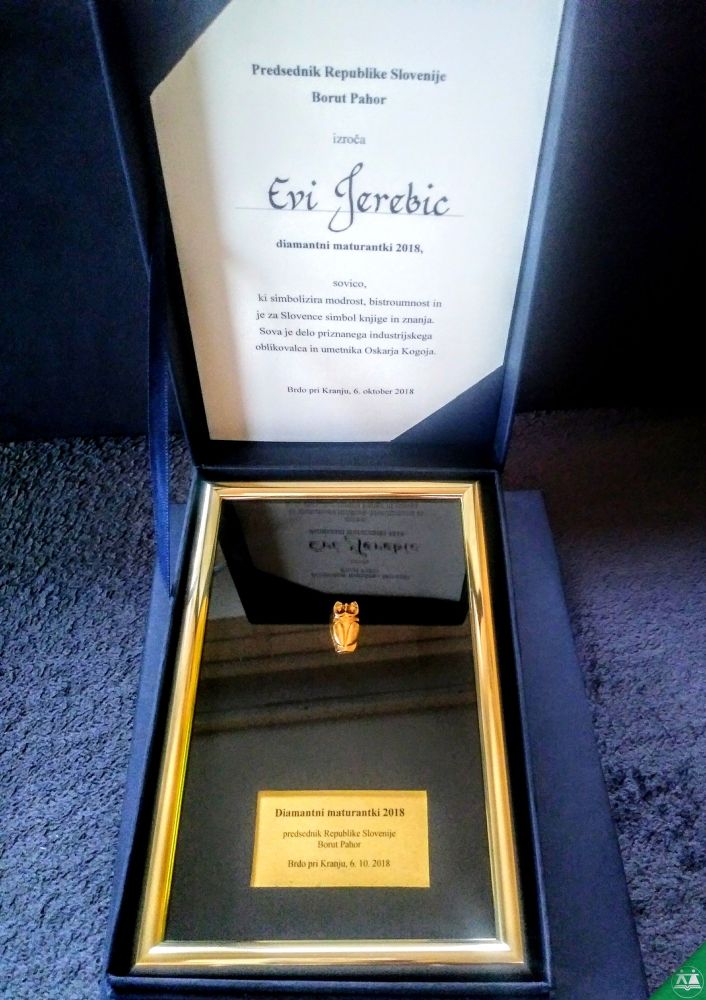 Predsednik Republike Slovenije
Borut Pahor
izroča
Evi Jerebic
diamantni maturantki 2018,
sovico,
ki simbolizira modrost, bistroumnost in
je za Slovence simbol knjige in znanja.
Sova je delo priznanega industrijskega
oblikovalca in umetnika Oskarja Kogoja.
Brdo pri Kranju, 6. oktober 2018
Evi Jerebic
Diamantni maturantki 2018
predsednik Republike Slovenije
Borut Pahor
Brdo pri Kranju, 6. 10. 2018